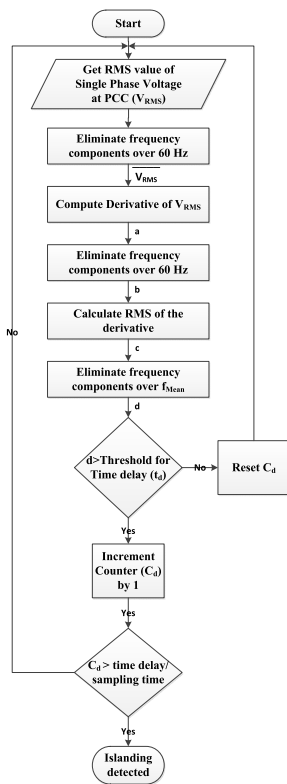 Start
Get RMS value of
Single Phase Voltage
at PCC (V_RMS)
Eliminate frequency
components over 60 Hz
V_RMS
Compute Derivative of V_RMS
a
Eliminate frequency
components over 60 Hz
b
No
Calculate RMS of the
derivative
c
Eliminate frequency
components over f_Mean
d
d>Threshold for
Time delay (t_d)
No
Reset C_d
Yes
Increment
Counter (C_d)
by 1
Yes
C_d > time delay/
sampling time
Yes
Islanding
detected